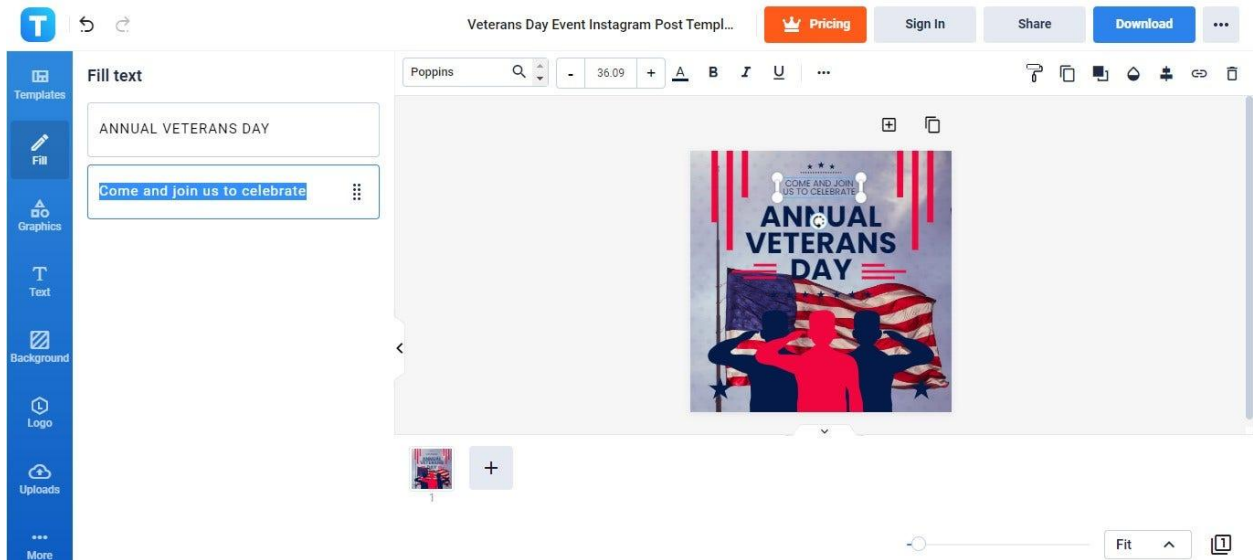 T
Veterans Day Event Instagram Post Templ...
Pricing
Sign In
Share
Download
Templates
Fill
Graphics
Text
Background
Logo
Uploads
More
Fill text
ANNUAL VETERANS DAY
Come and join us to celebrate
Poppins
- 36.09 +
A B I U
COME AND JOIN
US TO CELEBRATE
ANNUAL
VETERANS
DAY
1
Fit
1